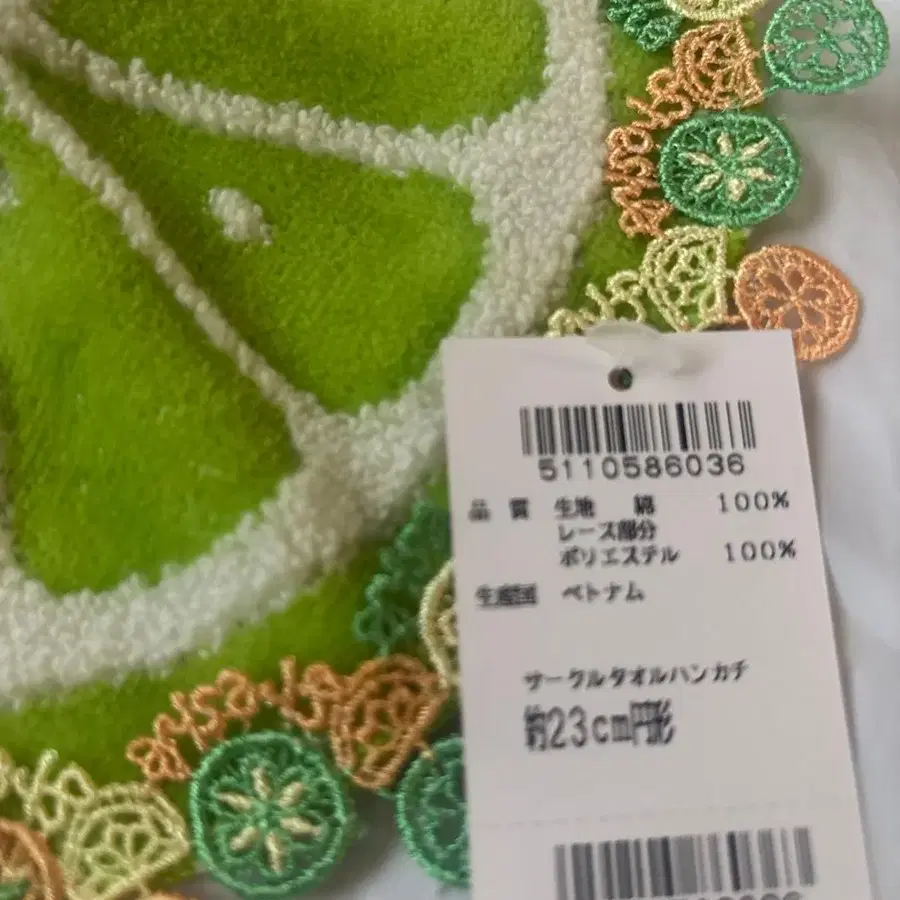 5110586036
品 質 生地 綿 100%
レース部分
ポリエステル 100%
生産国 ベトナム
サークルタオルハンカチ
約23cm円形